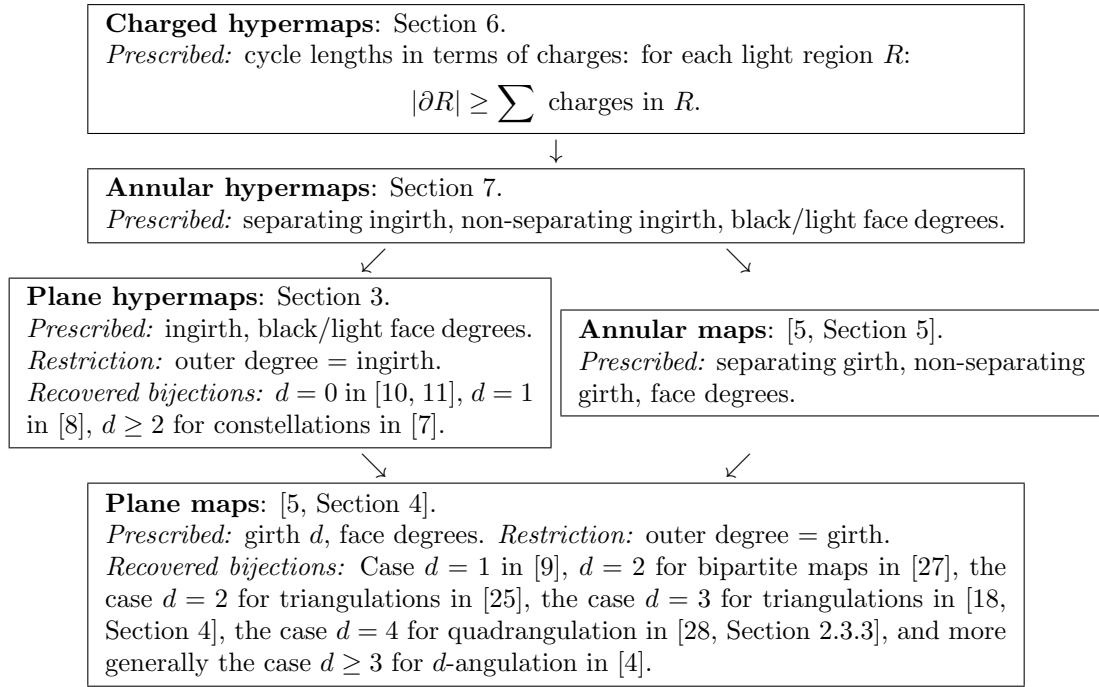 Charged hypermaps: Section 6.
Prescribed: cycle lengths in terms of charges: for each light region R:
|∂R| ≥ ∑ charges in R.
↓
Annular hypermaps: Section 7.
Prescribed: separating ingirth, non-separating ingirth, black/light face degrees.
↙ ↘
Plane hypermaps: Section 3.
Prescribed: ingirth, black/light face degrees.
Restriction: outer degree = ingirth.
Recovered bijections: d = 0 in [10, 11], d = 1
in [8], d ≥ 2 for constellations in [7].
Annular maps: [5, Section 5].
Prescribed: separating girth, non-separating
girth, face degrees.
↘ ↙
Plane maps: [5, Section 4].
Prescribed: girth d, face degrees. Restriction: outer degree = girth.
Recovered bijections: Case d = 1 in [9], d = 2 for bipartite maps in [27], the
case d = 2 for triangulations in [25], the case d = 3 for triangulations in [18,
Section 4], the case d = 4 for quadrangulation in [28, Section 2.3.3], and more
generally the case d ≥ 3 for d-angulation in [4].